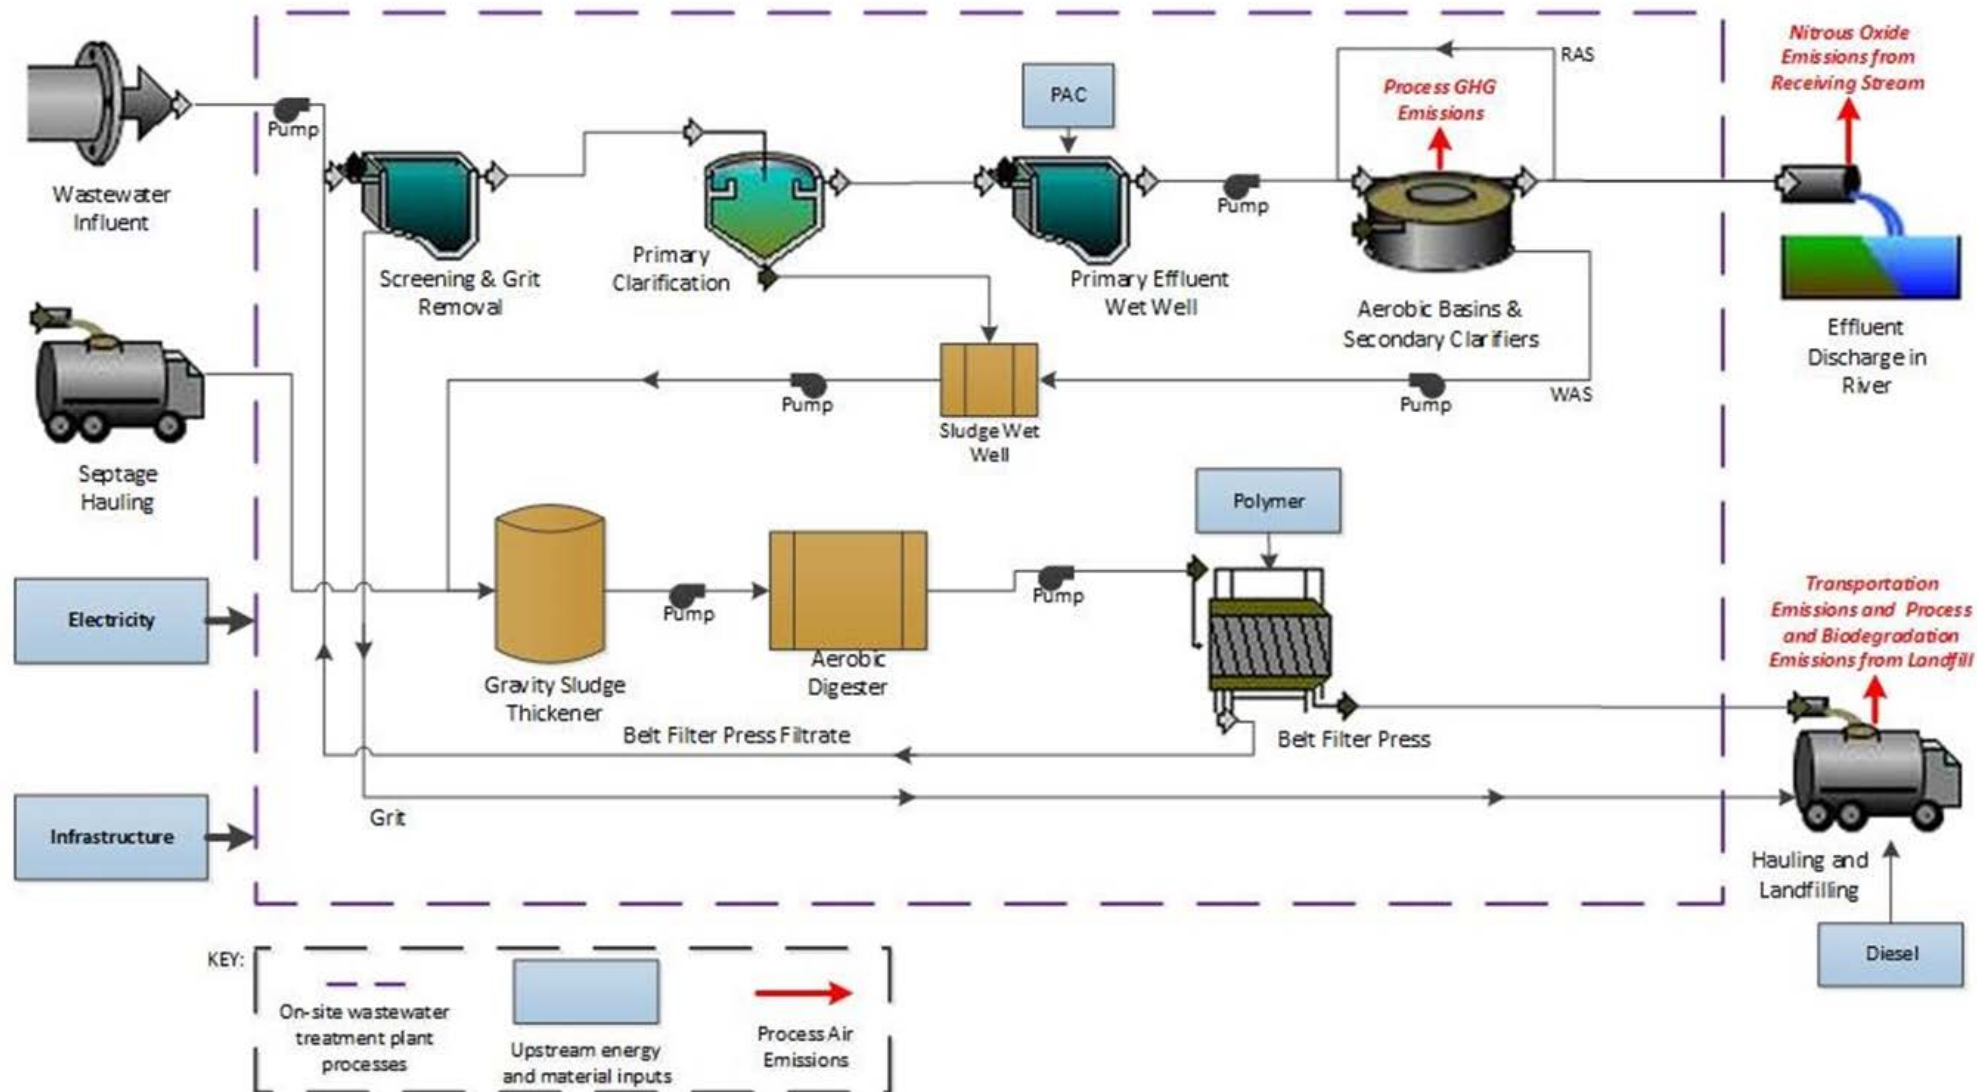 Nitrous Oxide
Emissions from
Receiving Stream
RAS
Process GHG
Emissions
PAC
Pump
Pump
Wastewater
Influent
Screening & Grit
Removal
Primary
Clarification
Primary Effluent
Wet Well
Aerobic Basins &
Secondary Clarifiers
Effluent
Discharge in
River
WAS
Pump
Pump
Sludge Wet
Well
Septage
Hauling
Polymer
Electricity
Pump
Pump
Transportation
Emissions and Process
and Biodegradation
Emissions from Landfill
Gravity Sludge
Thickener
Aerobic
Digester
Belt Filter Press Filtrate
Belt Filter Press
Grit
Infrastructure
Hauling and
Landfilling
Diesel
KEY:
On-site wastewater
treatment plant
processes
Upstream energy
and material inputs
Process Air
Emissions